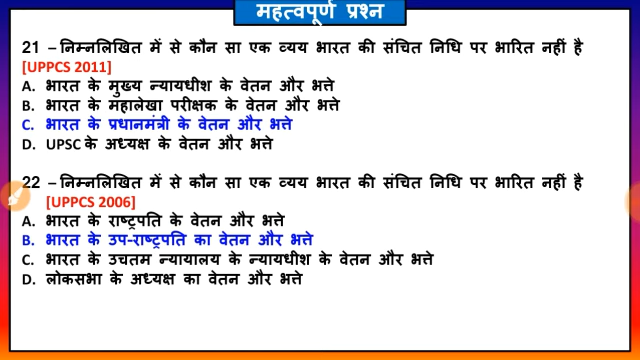 महत्वपूर्ण प्रश्न
21 – निम्नलिखित में से कौन सा एक व्यय भारत की संचित निधि पर भारित नहीं है
[UPPCS 2011]
A. भारत के मुख्य न्यायधीश के वेतन और भत्ते
B. भारत के महालेखा परीक्षक के वेतन और भत्ते
C. भारत के प्रधानमंत्री के वेतन और भत्ते
D. UPSC के अध्यक्ष के वेतन और भत्ते
22 – निम्नलिखित में से कौन सा एक व्यय भारत की संचित निधि पर भारित नहीं है
[UPPCS 2006]
A. भारत के राष्ट्रपति के वेतन और भत्ते
B. भारत के उप-राष्ट्रपति का वेतन और भत्ते
C. भारत के उचतम न्यायालय के न्यायधीश के वेतन और भत्ते
D. लोकसभा के अध्यक्ष का वेतन और भत्ते